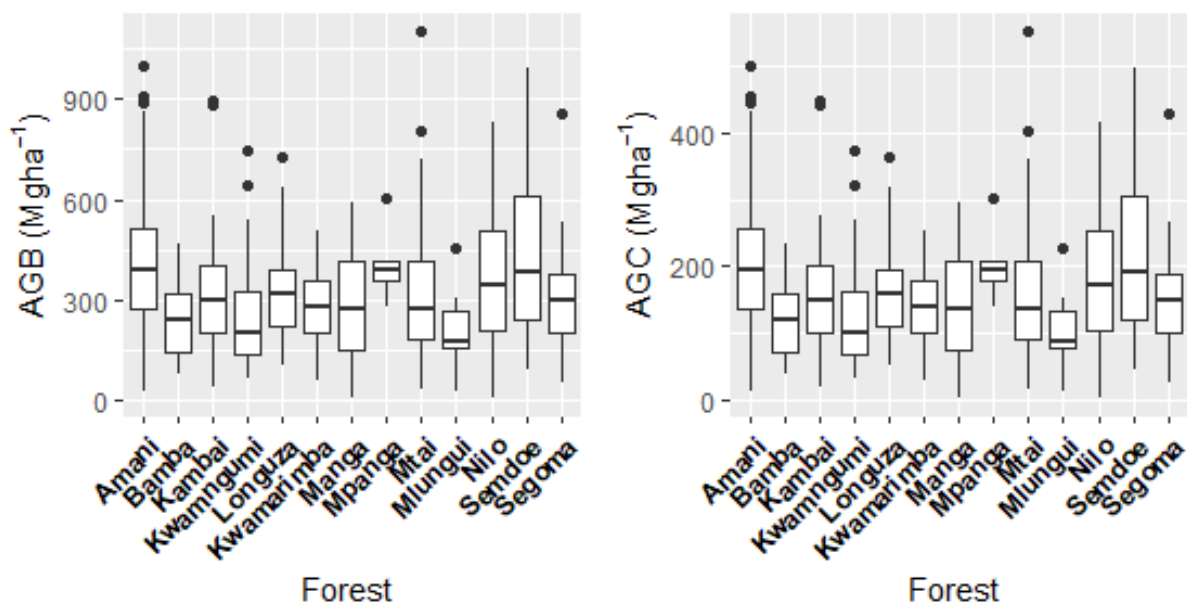 AGB (Mgha⁻¹)
900
600
300
0
Amani
Bamba
Kambai
Kwamngumi
Longuza
Kwamarimba
Manga
Mpanga
Mtai
Mlungui
Nilo
Semdoe
Segoma
Forest
AGC (Mgha⁻¹)
400
200
0
Amani
Bamba
Kambai
Kwamngumi
Longuza
Kwamarimba
Manga
Mpanga
Mtai
Mlungui
Nilo
Semdoe
Segoma
Forest